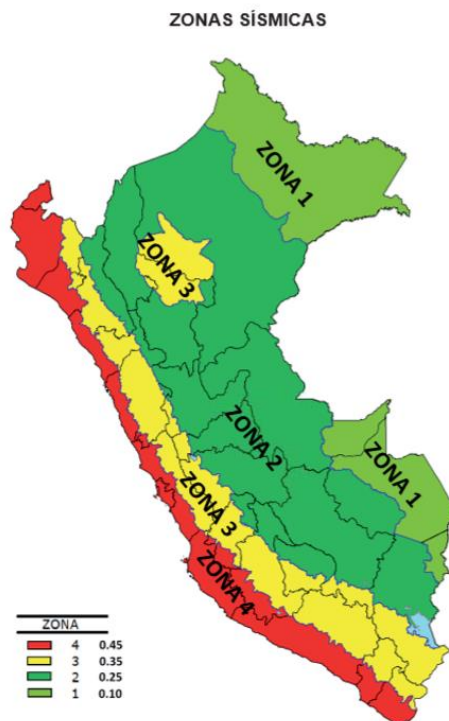 ZONAS SÍSMICAS
ZONA 1
ZONA 3
ZONA 2
ZONA 1
ZONA 3
ZONA 4
ZONA
4 0.45
3 0.35
2 0.25
1 0.10